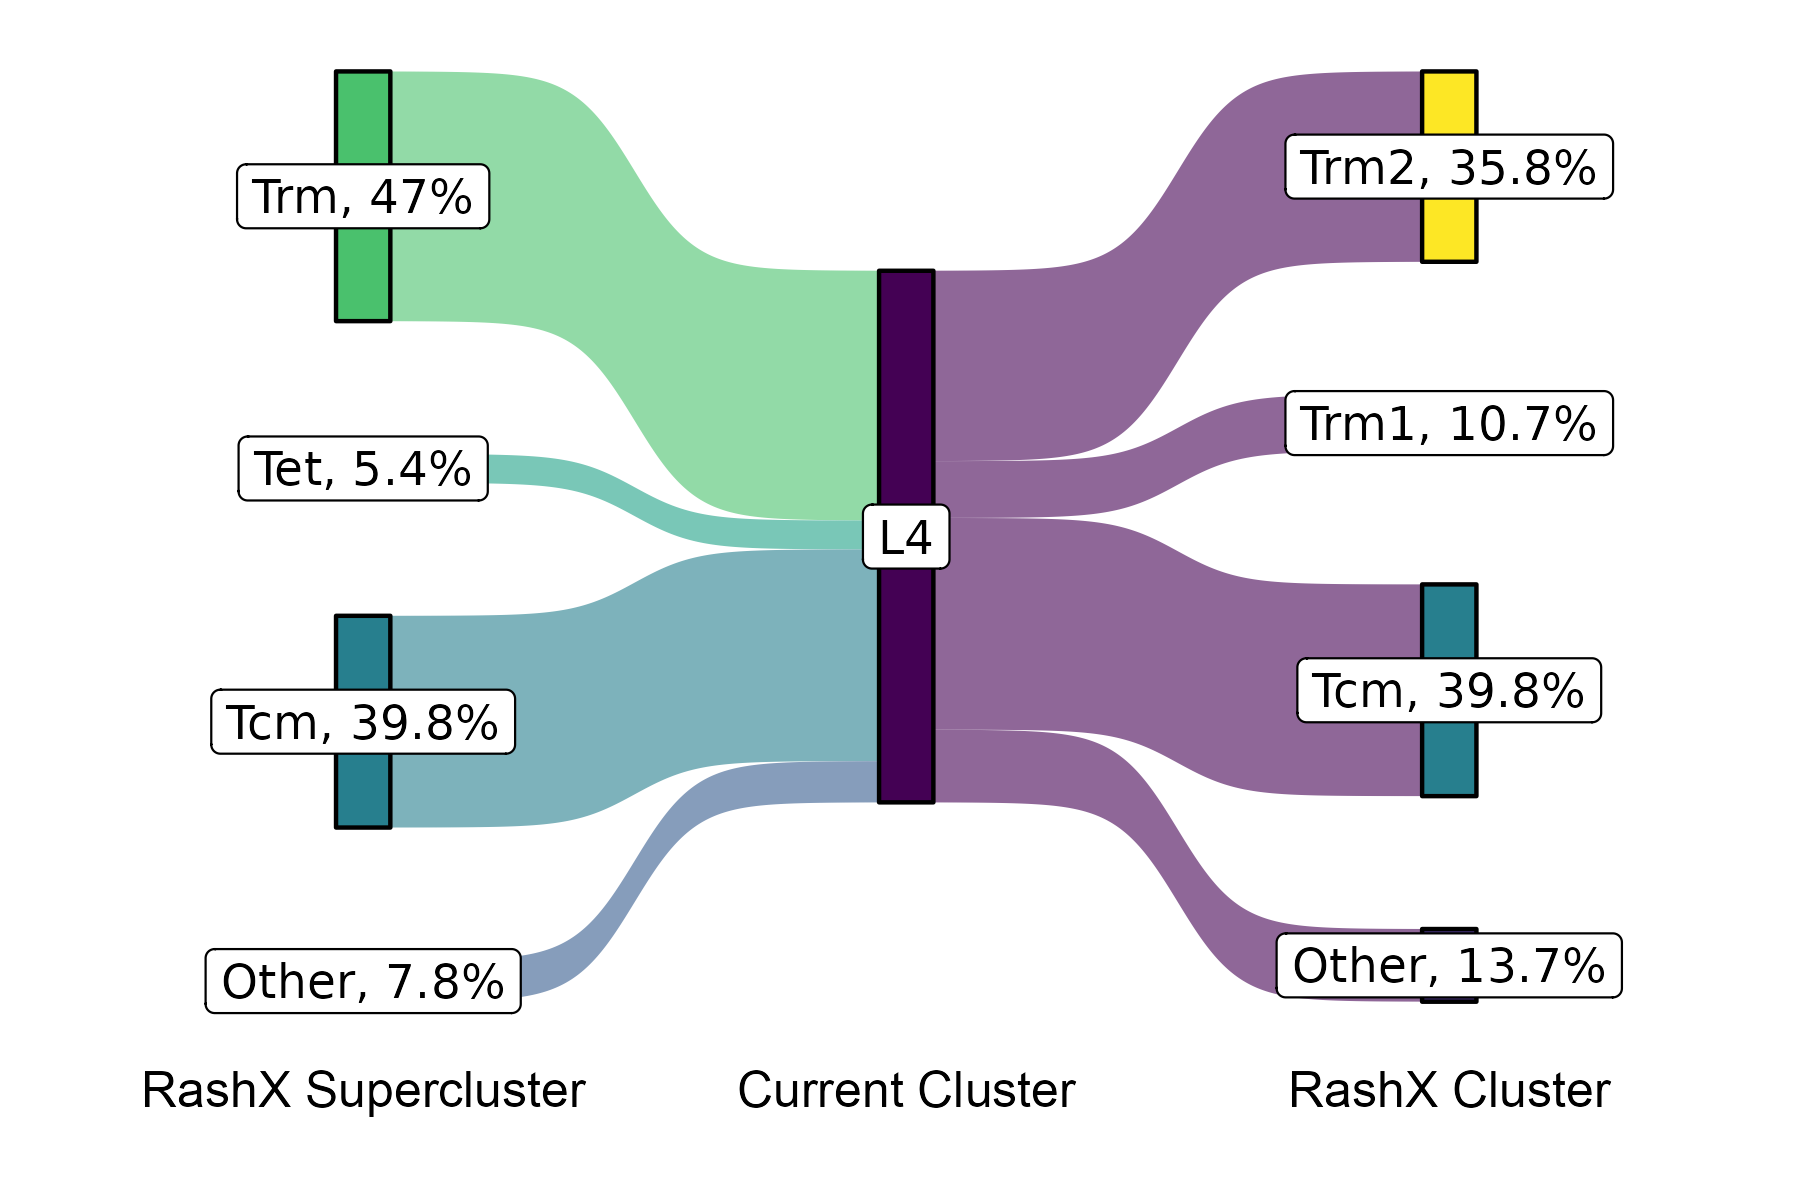 Trm, 47%
Tet, 5.4%
Tcm, 39.8%
Other, 7.8%
L4
Trm2, 35.8%
Trm1, 10.7%
Tcm, 39.8%
Other, 13.7%
RashX Supercluster
Current Cluster
RashX Cluster